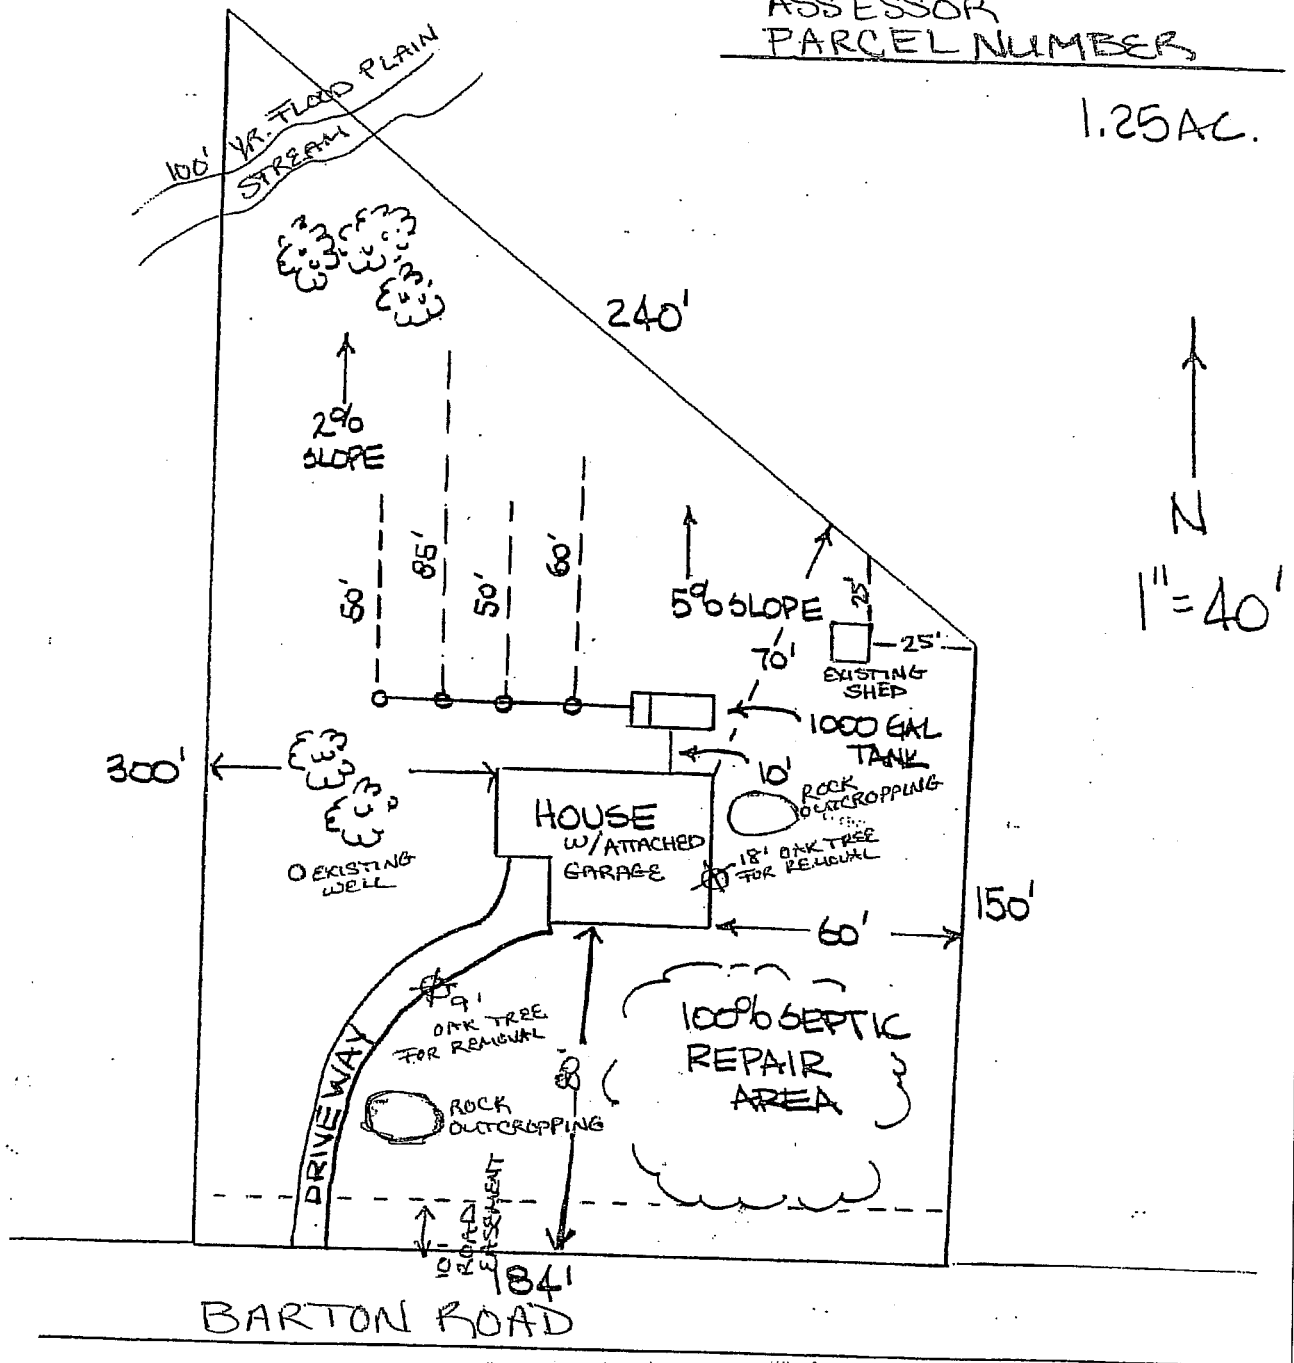 ASSESSOR
PARCEL NUMBER
1.25 AC.
100' YR. FLOOD PLAIN
STREAM
240'
2%
SLOPE
N
1"=40'
50'
85'
50'
60'
5% SLOPE
25'
70'
25'
EXISTING
SHED
1000 GAL
TANK
300'
10'
ROCK
OUTCROPPING
HOUSE
W/ATTACHED
GARAGE
18' OAK TREE
FOR REMOVAL
EXISTING
WELL
150'
60'
9'
OAK TREE
FOR REMOVAL
100% SEPTIC
REPAIR
AREA
80'
DRIVEWAY
ROCK
OUTCROPPING
10'
ROAD
EASEMENT
184'
BARTON ROAD